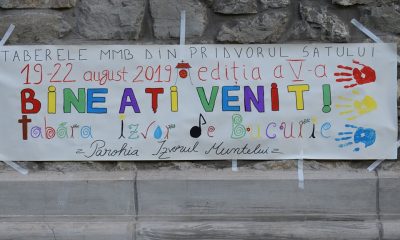 TABERELE MMB DIN PRIDVORUL SATULUI
19-22 august 2019 ediția a V-a
BINE AȚI VENIT!
tabăra izvor de Bucurie
Parohia Izvorul Muntelui